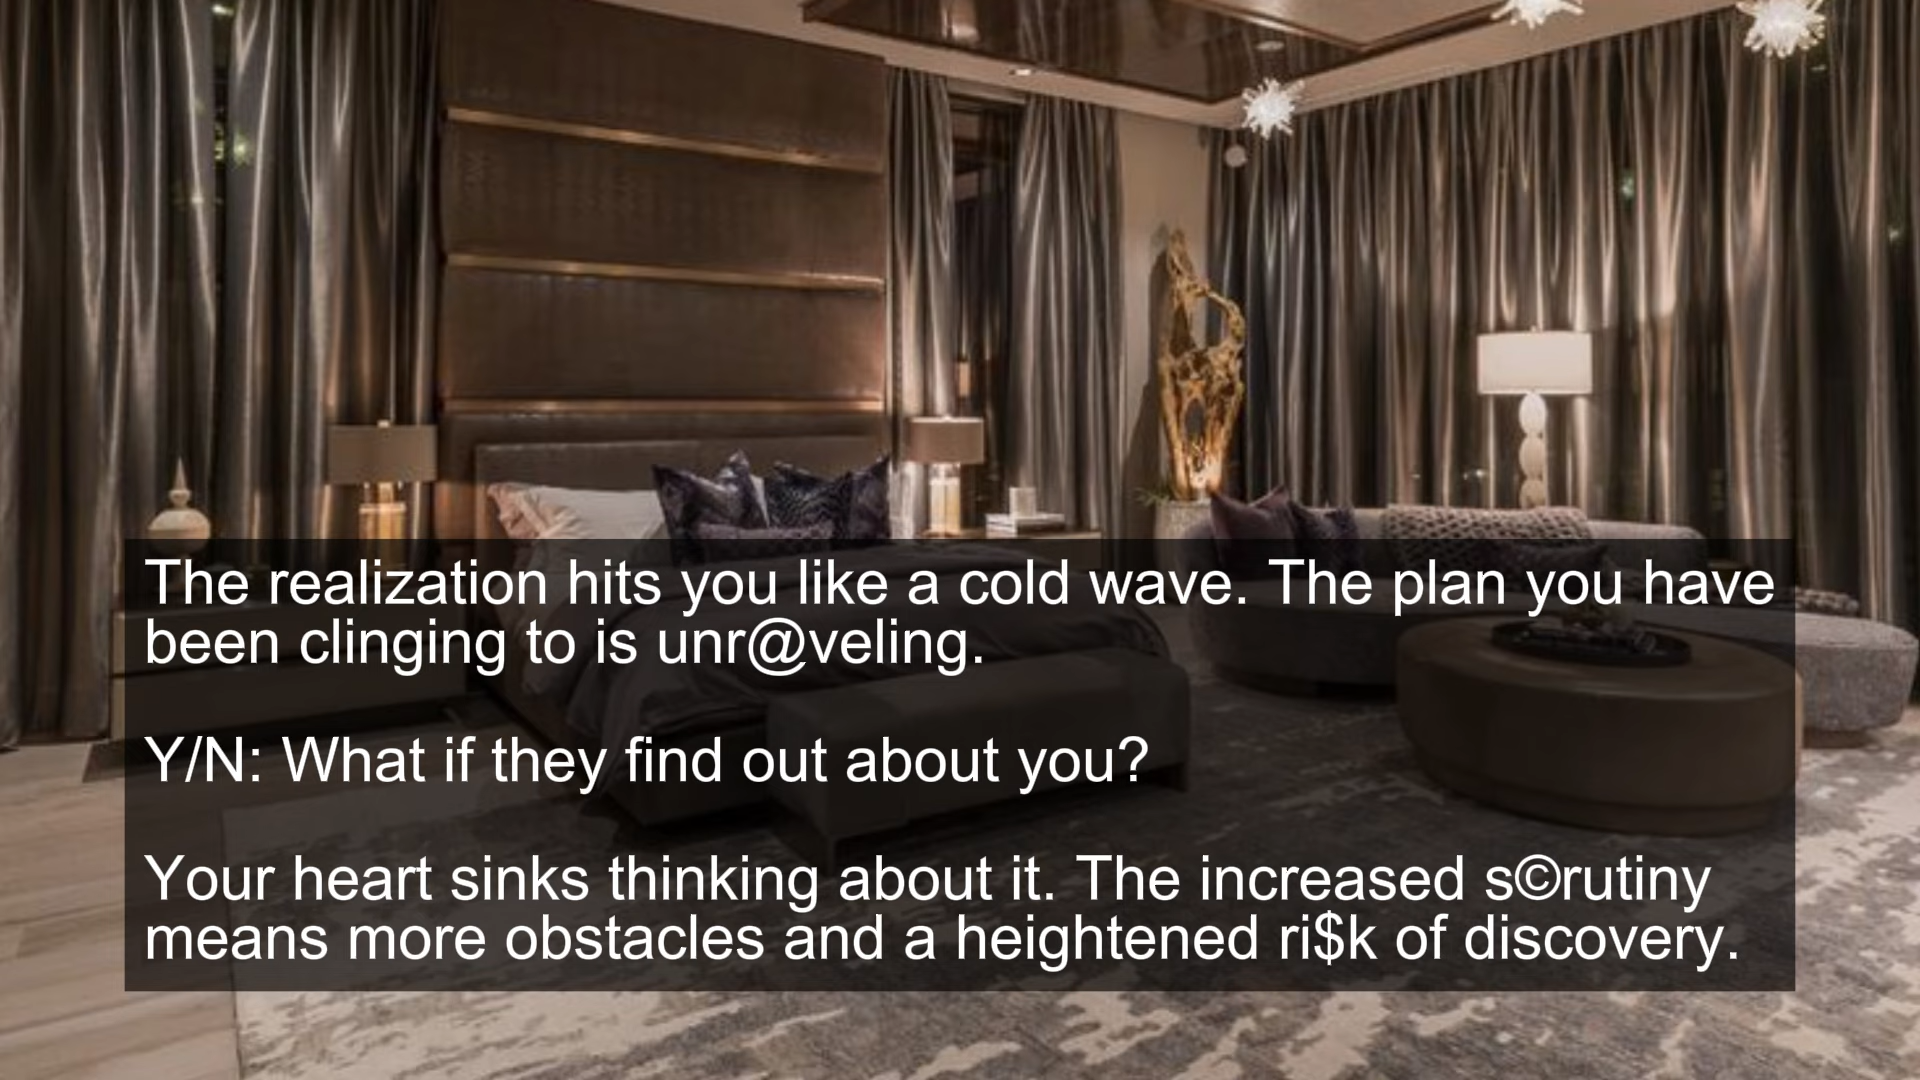 The realization hits you like a cold wave. The plan you have
been clinging to is unr@veling.
Y/N: What if they find out about you?
Your heart sinks thinking about it. The increased s©rutiny
means more obstacles and a heightened ri$k of discovery.